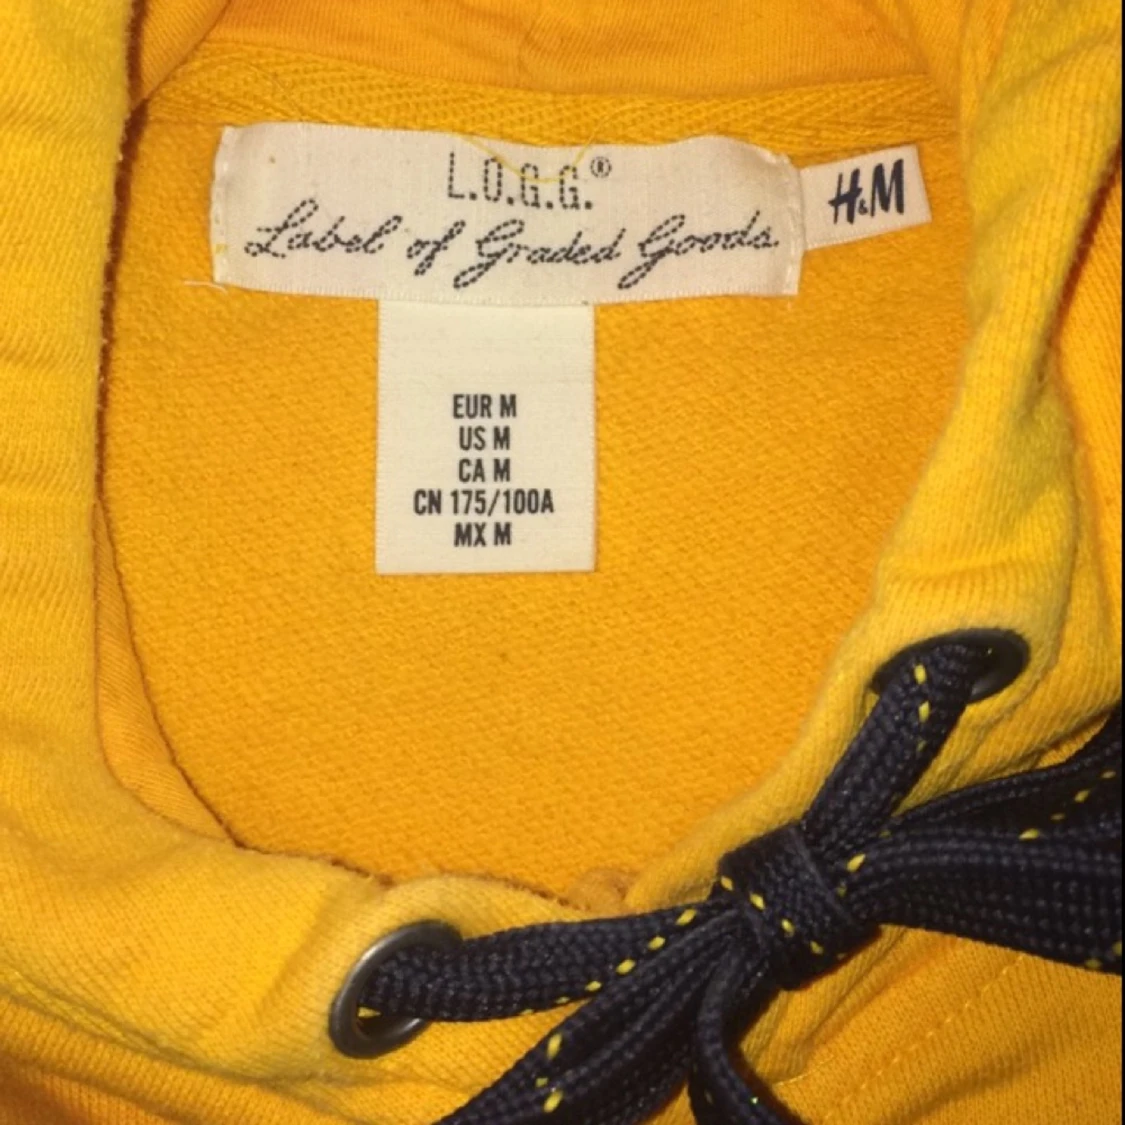 L.O.G.G.®
Label of Graded Goods
H&M
EUR M
US M
CA M
CN 175/100A
MX M